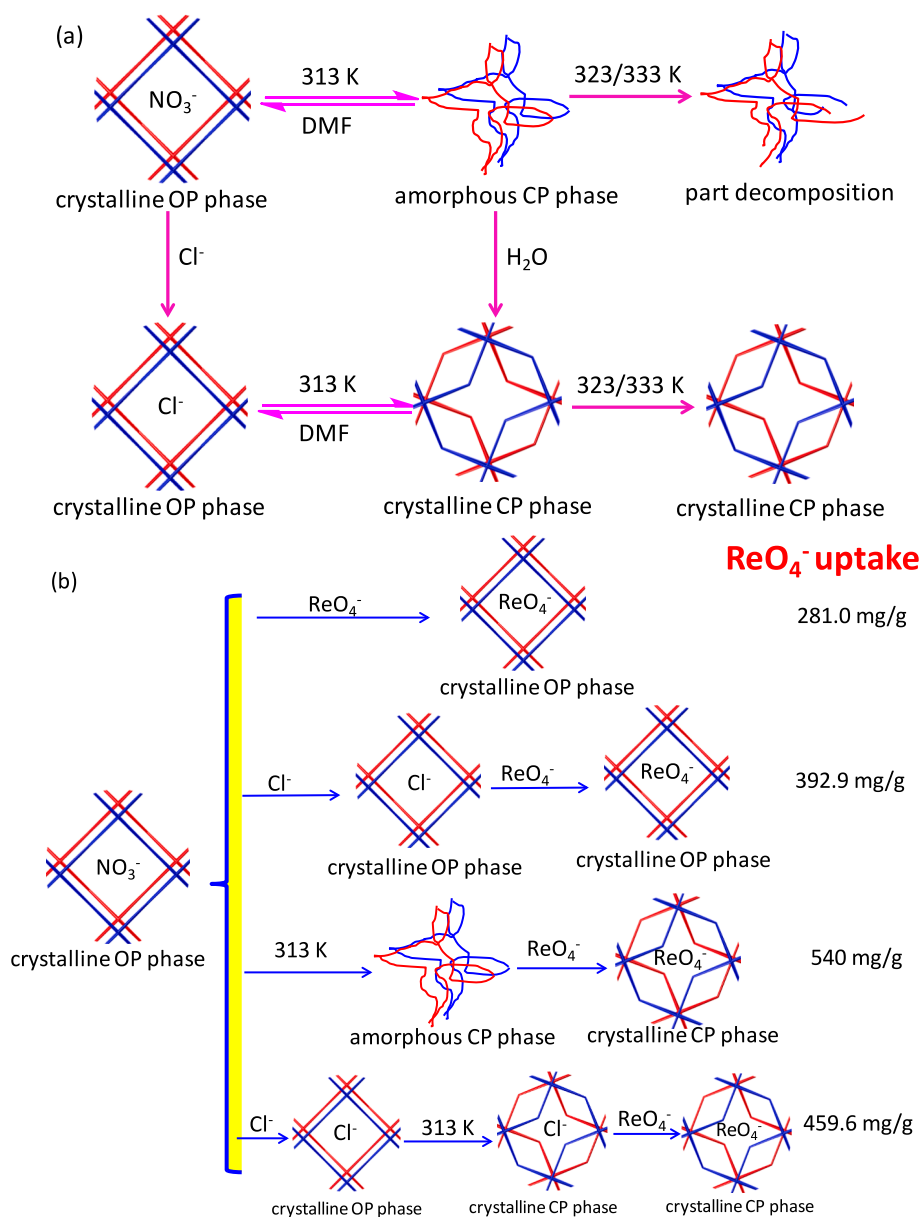 (a)
NO₃⁻
313 K
DMF
323/333 K
crystalline OP phase
amorphous CP phase
part decomposition
Cl⁻
H₂O
Cl⁻
313 K
DMF
323/333 K
crystalline OP phase
crystalline CP phase
crystalline CP phase
ReO₄⁻ uptake
(b)
ReO₄⁻
ReO₄⁻
281.0 mg/g
crystalline OP phase
Cl⁻
Cl⁻
ReO₄⁻
ReO₄⁻
392.9 mg/g
crystalline OP phase
crystalline OP phase
NO₃⁻
crystalline OP phase
313 K
ReO₄⁻
ReO₄⁻
540 mg/g
amorphous CP phase
crystalline CP phase
Cl⁻
Cl⁻
313 K
Cl⁻
ReO₄⁻
ReO₄⁻
459.6 mg/g
crystalline OP phase
crystalline CP phase
crystalline CP phase